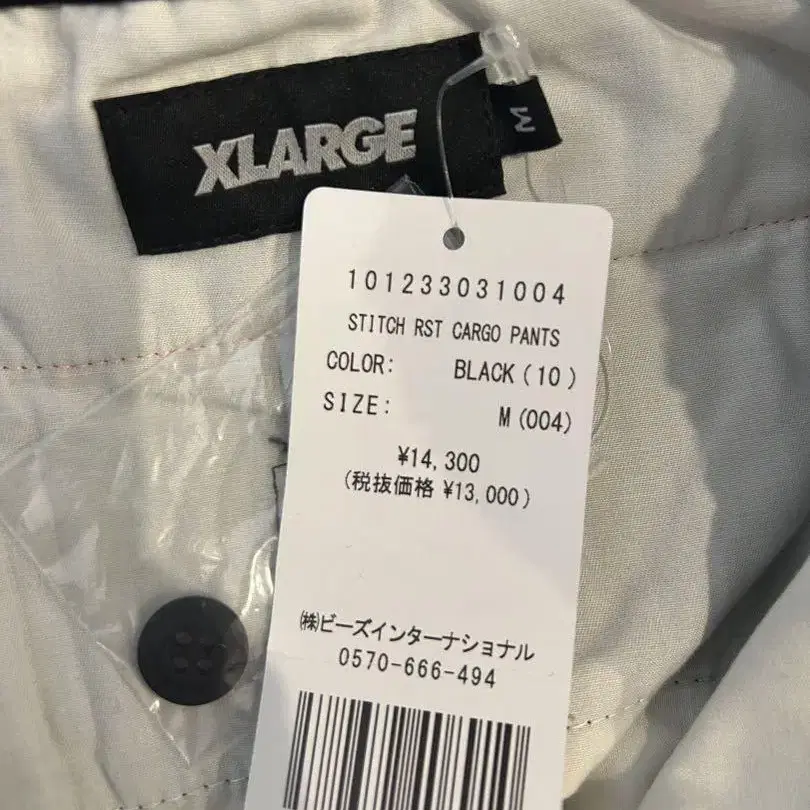 XLARGE
M
101233031004
STITCH RST CARGO PANTS
COLOR: BLACK(10)
SIZE: M(004)
¥14,300
(税抜価格 ¥13,000)
㈱ビーズインターナショナル
0570-666-494